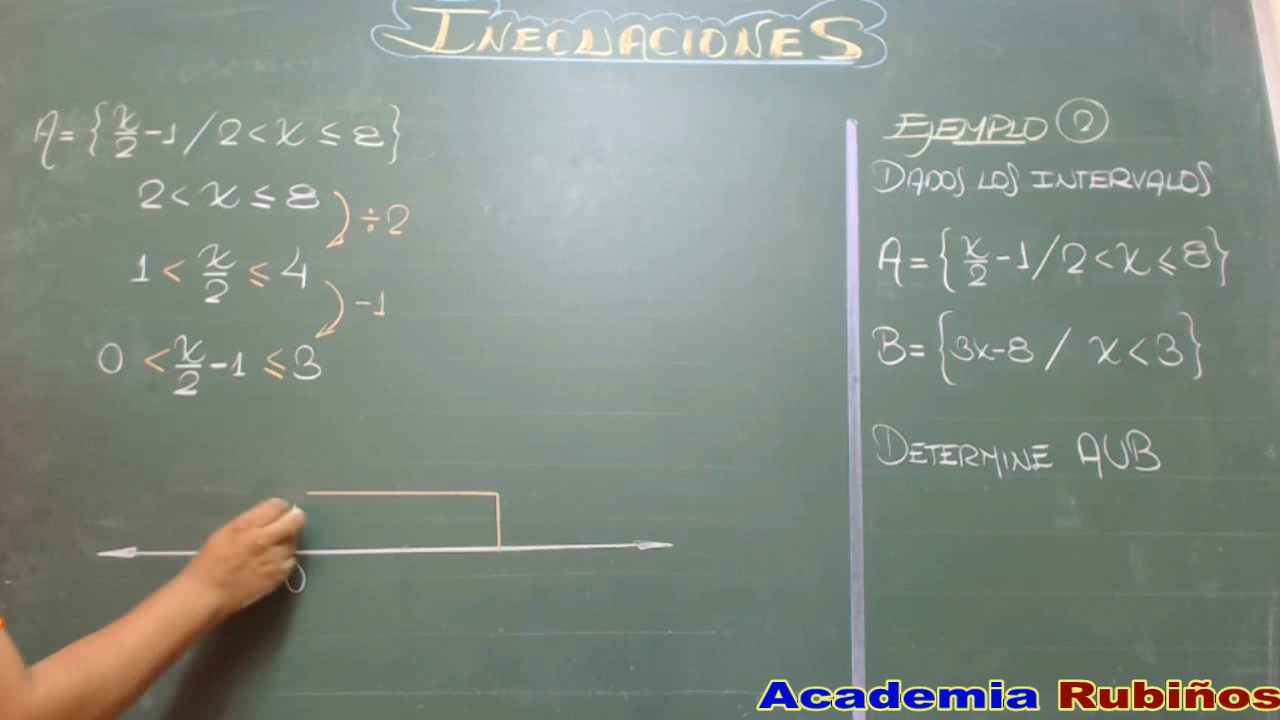 INECUACIONES
A = {x/2 - 1 / 2 < x ≤ 8}
2 < x ≤ 8
÷2
1 < x/2 ≤ 4
-1
0 < x/2 - 1 ≤ 3
0
EJEMPLO 2
DADOS LOS INTERVALOS
A = {x/2 - 1 / 2 < x ≤ 8}
B = {3x-8 / x < 3}
DETERMINE A∪B
Academia Rubiños